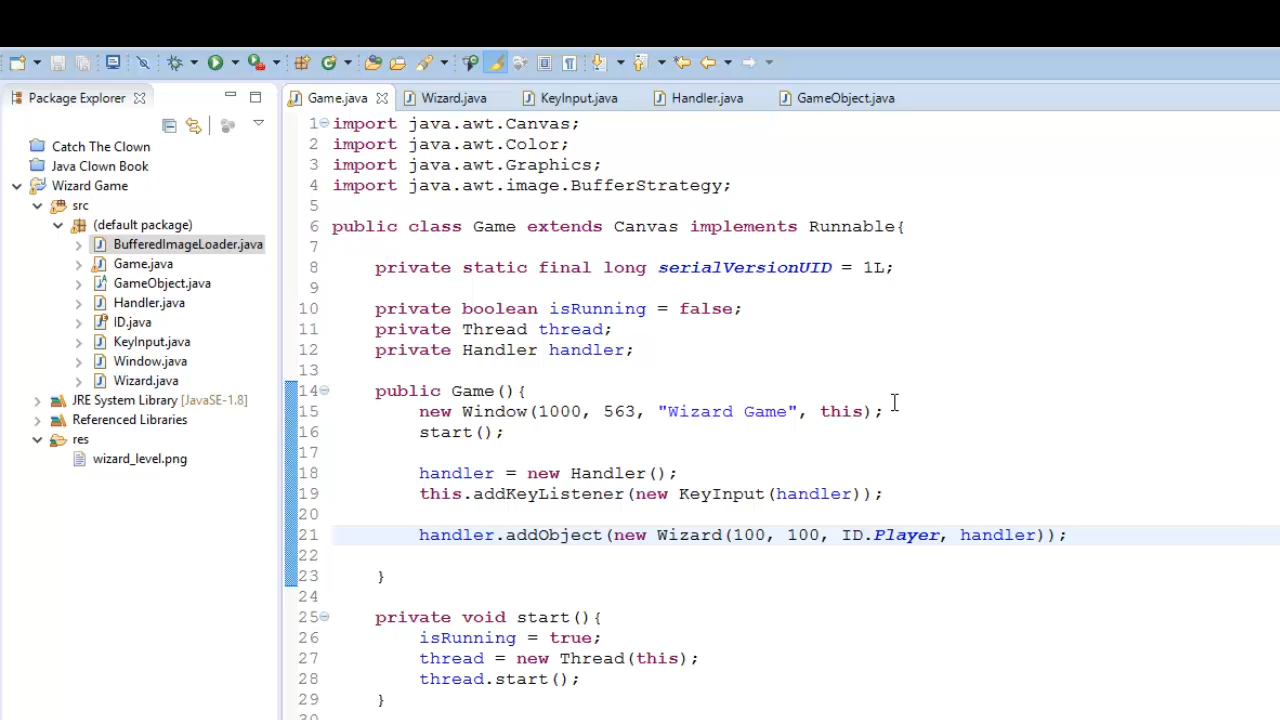 Package Explorer
Game.java
Wizard.java
KeyInput.java
Handler.java
GameObject.java
Catch The Clown
Java Clown Book
Wizard Game
src
(default package)
BufferedImageLoader.java
Game.java
GameObject.java
Handler.java
ID.java
KeyInput.java
Window.java
Wizard.java
JRE System Library [JavaSE-1.8]
Referenced Libraries
res
wizard_level.png
1 import java.awt.Canvas;
2 import java.awt.Color;
3 import java.awt.Graphics;
4 import java.awt.image.BufferStrategy;
5
6 public class Game extends Canvas implements Runnable{
7
8 private static final long serialVersionUID = 1L;
9
10 private boolean isRunning = false;
11 private Thread thread;
12 private Handler handler;
13
14 public Game(){
15 new Window(1000, 563, "Wizard Game", this);
16 start();
17
18 handler = new Handler();
19 this.addKeyListener(new KeyInput(handler));
20
21 handler.addObject(new Wizard(100, 100, ID.Player, handler));
22
23 }
24
25 private void start(){
26 isRunning = true;
27 thread = new Thread(this);
28 thread.start();
29 }
30